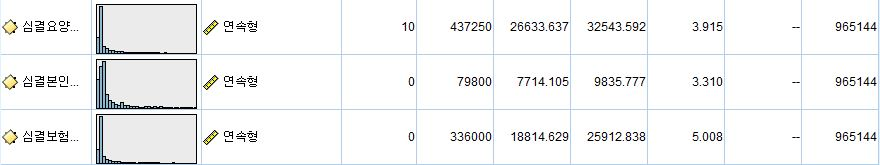 심결요양... 연속형 10 437250 26633.637 32543.592 3.915 -- 965144
심결본인... 연속형 0 79800 7714.105 9835.777 3.310 -- 965144
심결보험... 연속형 0 336000 18814.629 25912.838 5.008 -- 965144